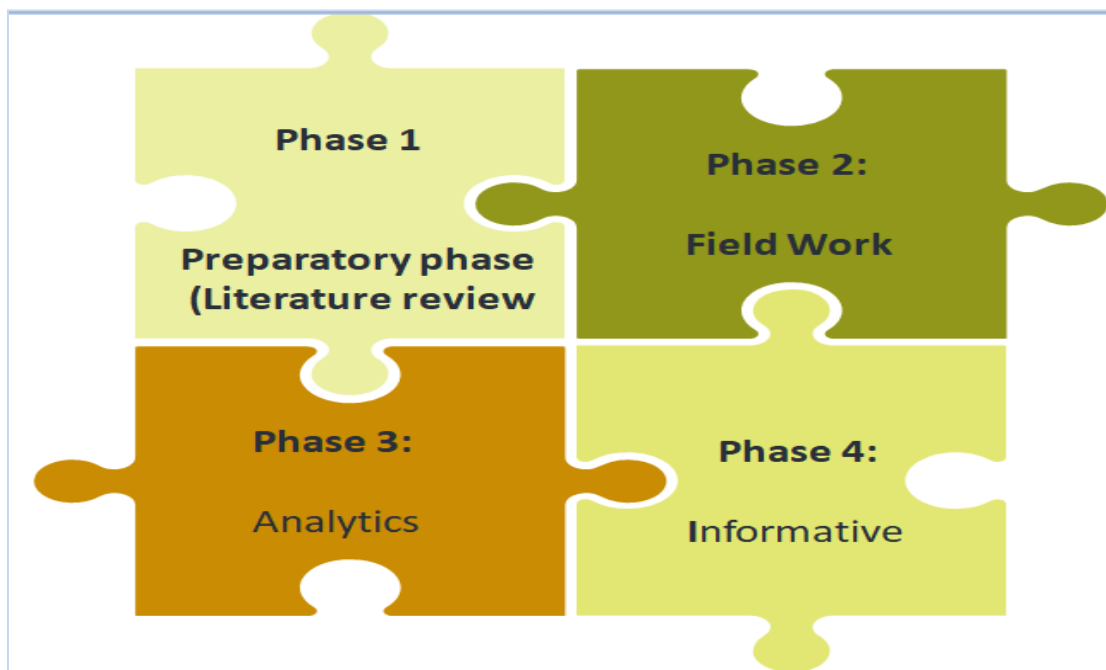 Phase 1
Preparatory phase
(Literature review
Phase 2:
Field Work
Phase 3:
Analytics
Phase 4:
Informative